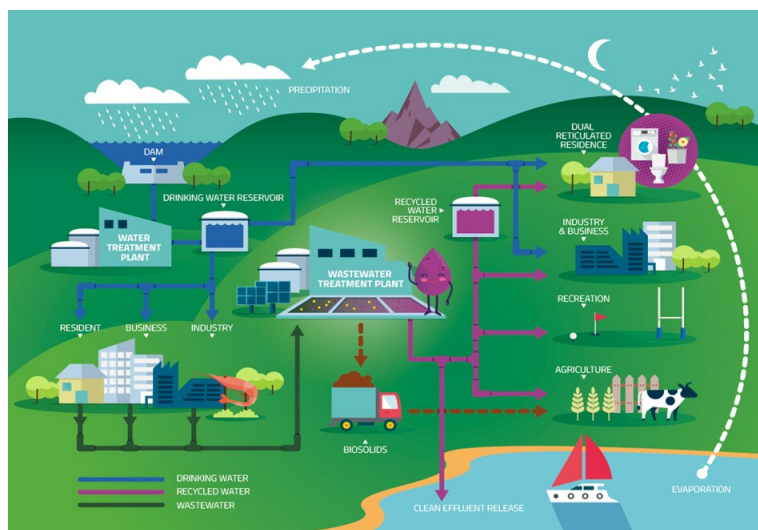 PRECIPITATION
DAM
DUAL
RETICULATED
RESIDENCE
DRINKING WATER RESERVOIR
RECYCLED
WATER
RESERVOIR
WATER
TREATMENT
PLANT
INDUSTRY
& BUSINESS
WASTEWATER
TREATMENT PLANT
RECREATION
RESIDENT
BUSINESS
INDUSTRY
AGRICULTURE
BIOSOLIDS
DRINKING WATER
RECYCLED WATER
WASTEWATER
CLEAN EFFLUENT RELEASE
EVAPORATION